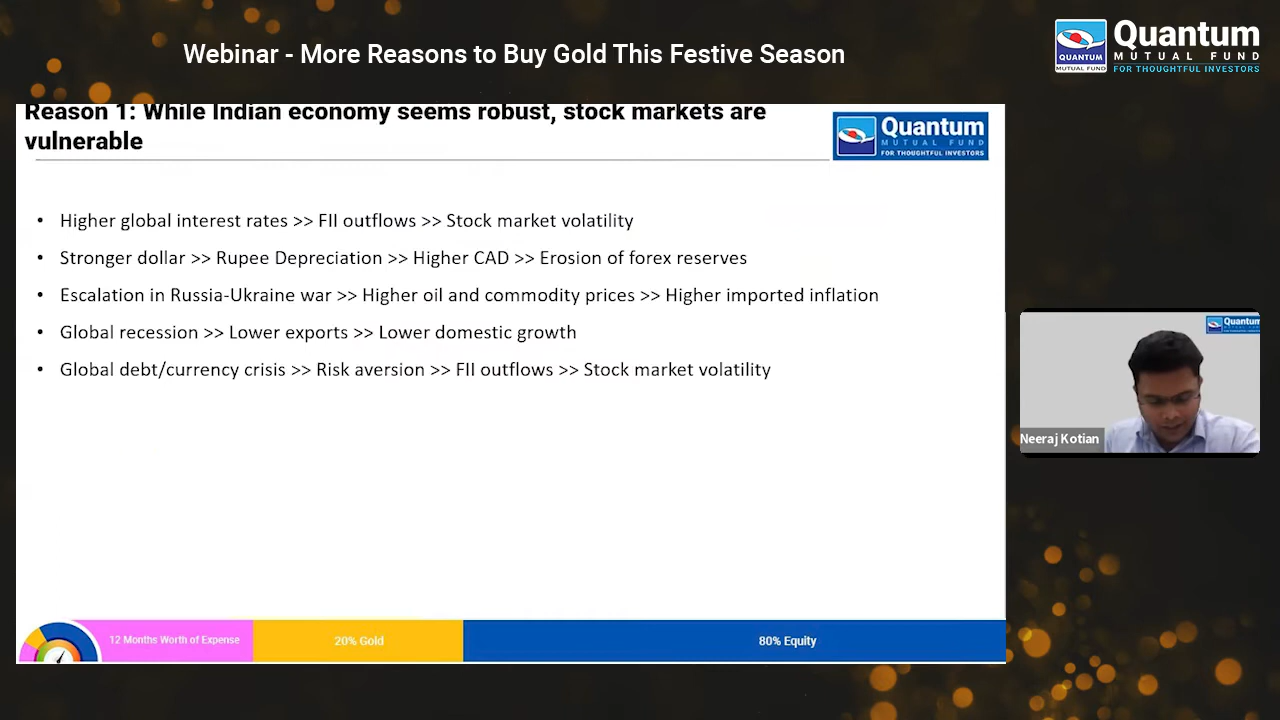 Webinar - More Reasons to Buy Gold This Festive Season
QUANTUM
MUTUAL FUND
Quantum
MUTUAL FUND
FOR THOUGHTFUL INVESTORS
Reason 1: While Indian economy seems robust, stock markets are
vulnerable
Quantum
MUTUAL FUND
FOR THOUGHTFUL INVESTORS
• Higher global interest rates >> FII outflows >> Stock market volatility
• Stronger dollar >> Rupee Depreciation >> Higher CAD >> Erosion of forex reserves
• Escalation in Russia-Ukraine war >> Higher oil and commodity prices >> Higher imported inflation
• Global recession >> Lower exports >> Lower domestic growth
• Global debt/currency crisis >> Risk aversion >> FII outflows >> Stock market volatility
Quantum
Neeraj Kotian
12 Months Worth of Expense
20% Gold
80% Equity